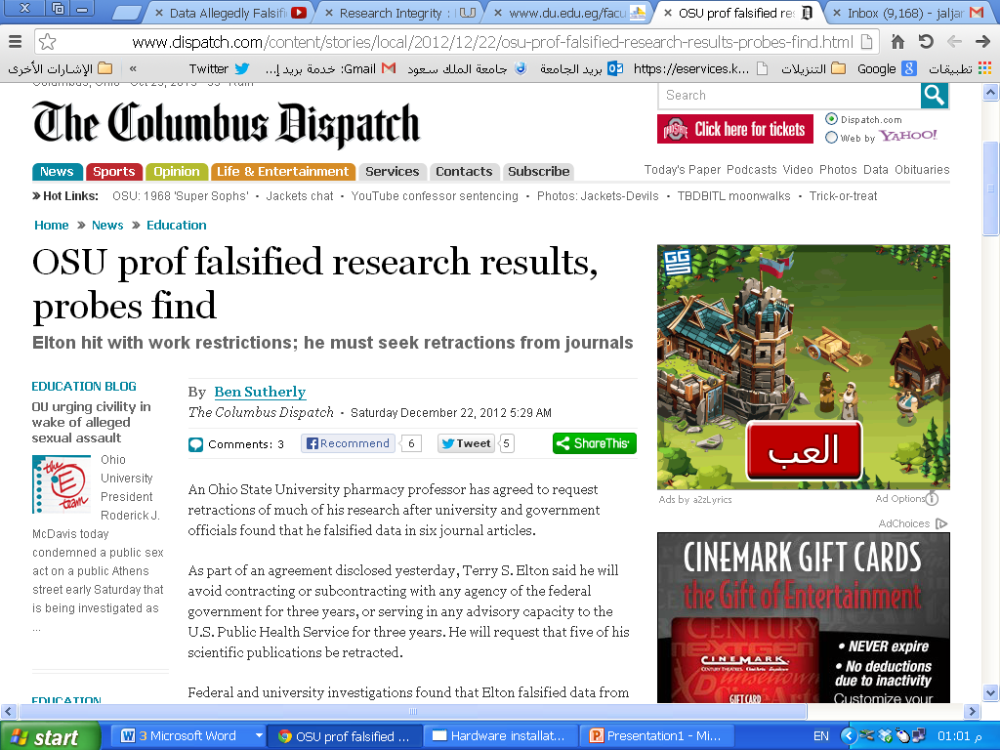 Data Allegedly Falsifi
Research Integrity :
www.du.edu.eg/facu
OSU prof falsified res
Inbox (9,168) - jaljar
www.dispatch.com/content/stories/local/2012/12/22/osu-prof-falsified-research-results-probes-find.html
الإشارات الأخرى
»
Twitter
Gmail: خدمة بريد إ...
جامعة الملك سعود
بريد الجامعة
https://eservices.k...
التنزيلات
Google
تطبيقات
The Columbus Dispatch
Search
Click here for tickets
Dispatch.com
Web by YAHOO!
News Sports Opinion Life & Entertainment Services Contacts Subscribe
Today's Paper Podcasts Video Photos Data Obituaries
» Hot Links: OSU: 1968 'Super Sophs' • Jackets chat • YouTube confessor sentencing • Photos: Jackets-Devils • TBDBITL moonwalks • Trick-or-treat
Home » News » Education
OSU prof falsified research results,
probes find
Elton hit with work restrictions; he must seek retractions from journals
EDUCATION BLOG
OU urging civility in
wake of alleged
sexual assault
the E team
Ohio
University
President
Roderick J.
McDavis today
condemned a public sex
act on a public Athens
street early Saturday that
is being investigated as
...
EDUCATION
By Ben Sutherly
The Columbus Dispatch • Saturday December 22, 2012 5:29 AM
Comments: 3
Recommend 6
Tweet 5
ShareThis
An Ohio State University pharmacy professor has agreed to request
retractions of much of his research after university and government
officials found that he falsified data in six journal articles.
As part of an agreement disclosed yesterday, Terry S. Elton said he will
avoid contracting or subcontracting with any agency of the federal
government for three years, or serving in any advisory capacity to the
U.S. Public Health Service for three years. He will request that five of his
scientific publications be retracted.
Federal and university investigations found that Elton falsified data from
GGS
العب
Ads by a2zLyrics
Ad Options
AdChoices
CINEMARK GIFT CARDS
the Gift of Entertainment
CENTURY
nextGen
CINEMARK
GIFT CARD
• NEVER expire
• No deductions
due to inactivity
Customize your
start
3 Microsoft Word
OSU prof falsified ...
Hardware installat...
Presentation1 - Mi...
EN
01:01 م